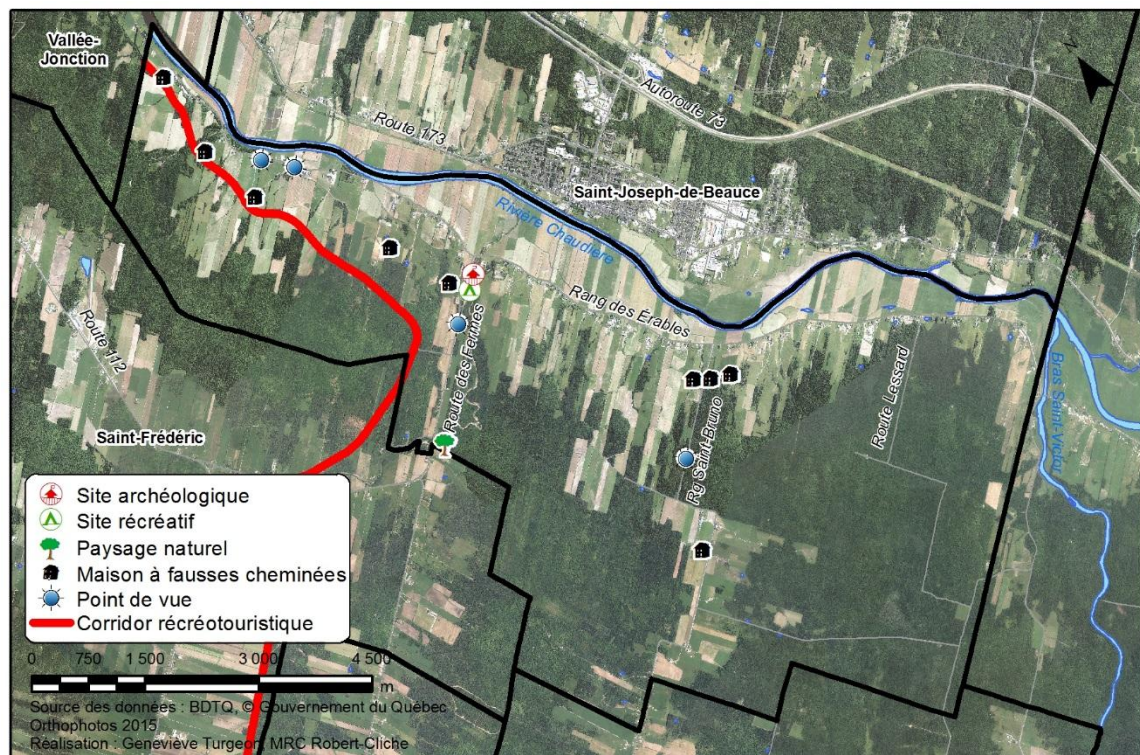 Vallée-
Jonction
Route 173
Autoroute 73
N
Saint-Joseph-de-Beauce
Rivière Chaudière
Rang des Érables
Route 112
Route des Fermes
Saint-Frédéric
Rg Saint-Bruno
Route Lessard
Bras Saint-Victor
Site archéologique
Site récréatif
Paysage naturel
Maison à fausses cheminées
Point de vue
Corridor récréotouristique
0 750 1 500 3 000 4 500
m
Source des données : BDTQ, © Gouvernement du Québec
Orthophotos 2015
Réalisation : Geneviève Turgeon, MRC Robert-Cliche